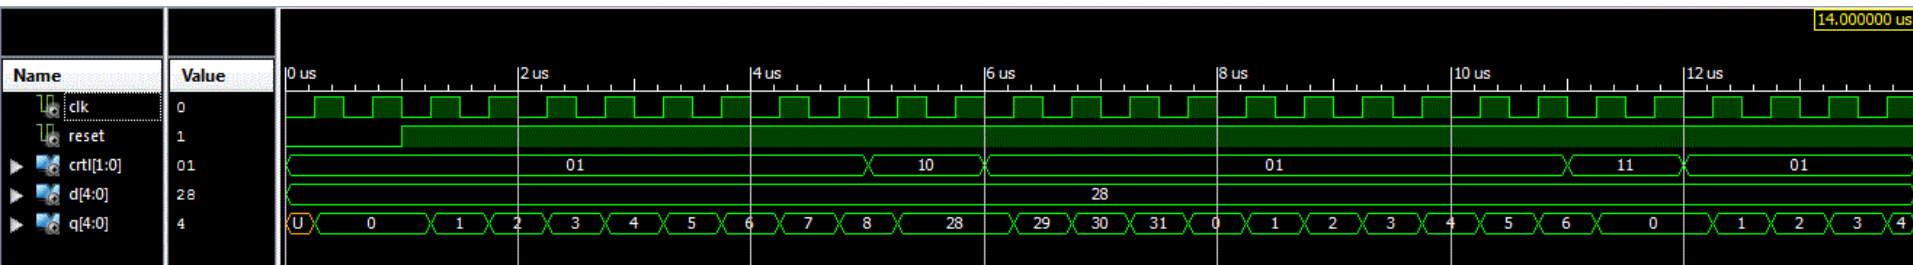 14.000000 us
Name Value 0 us 2 us 4 us 6 us 8 us 10 us 12 us
clk 0
reset 1
crtl[1:0] 01 01 10 01 11 01
d[4:0] 28 28
q[4:0] 4 U 0 1 2 3 4 5 6 7 8 28 29 30 31 0 1 2 3 4 5 6 0 1 2 3 4